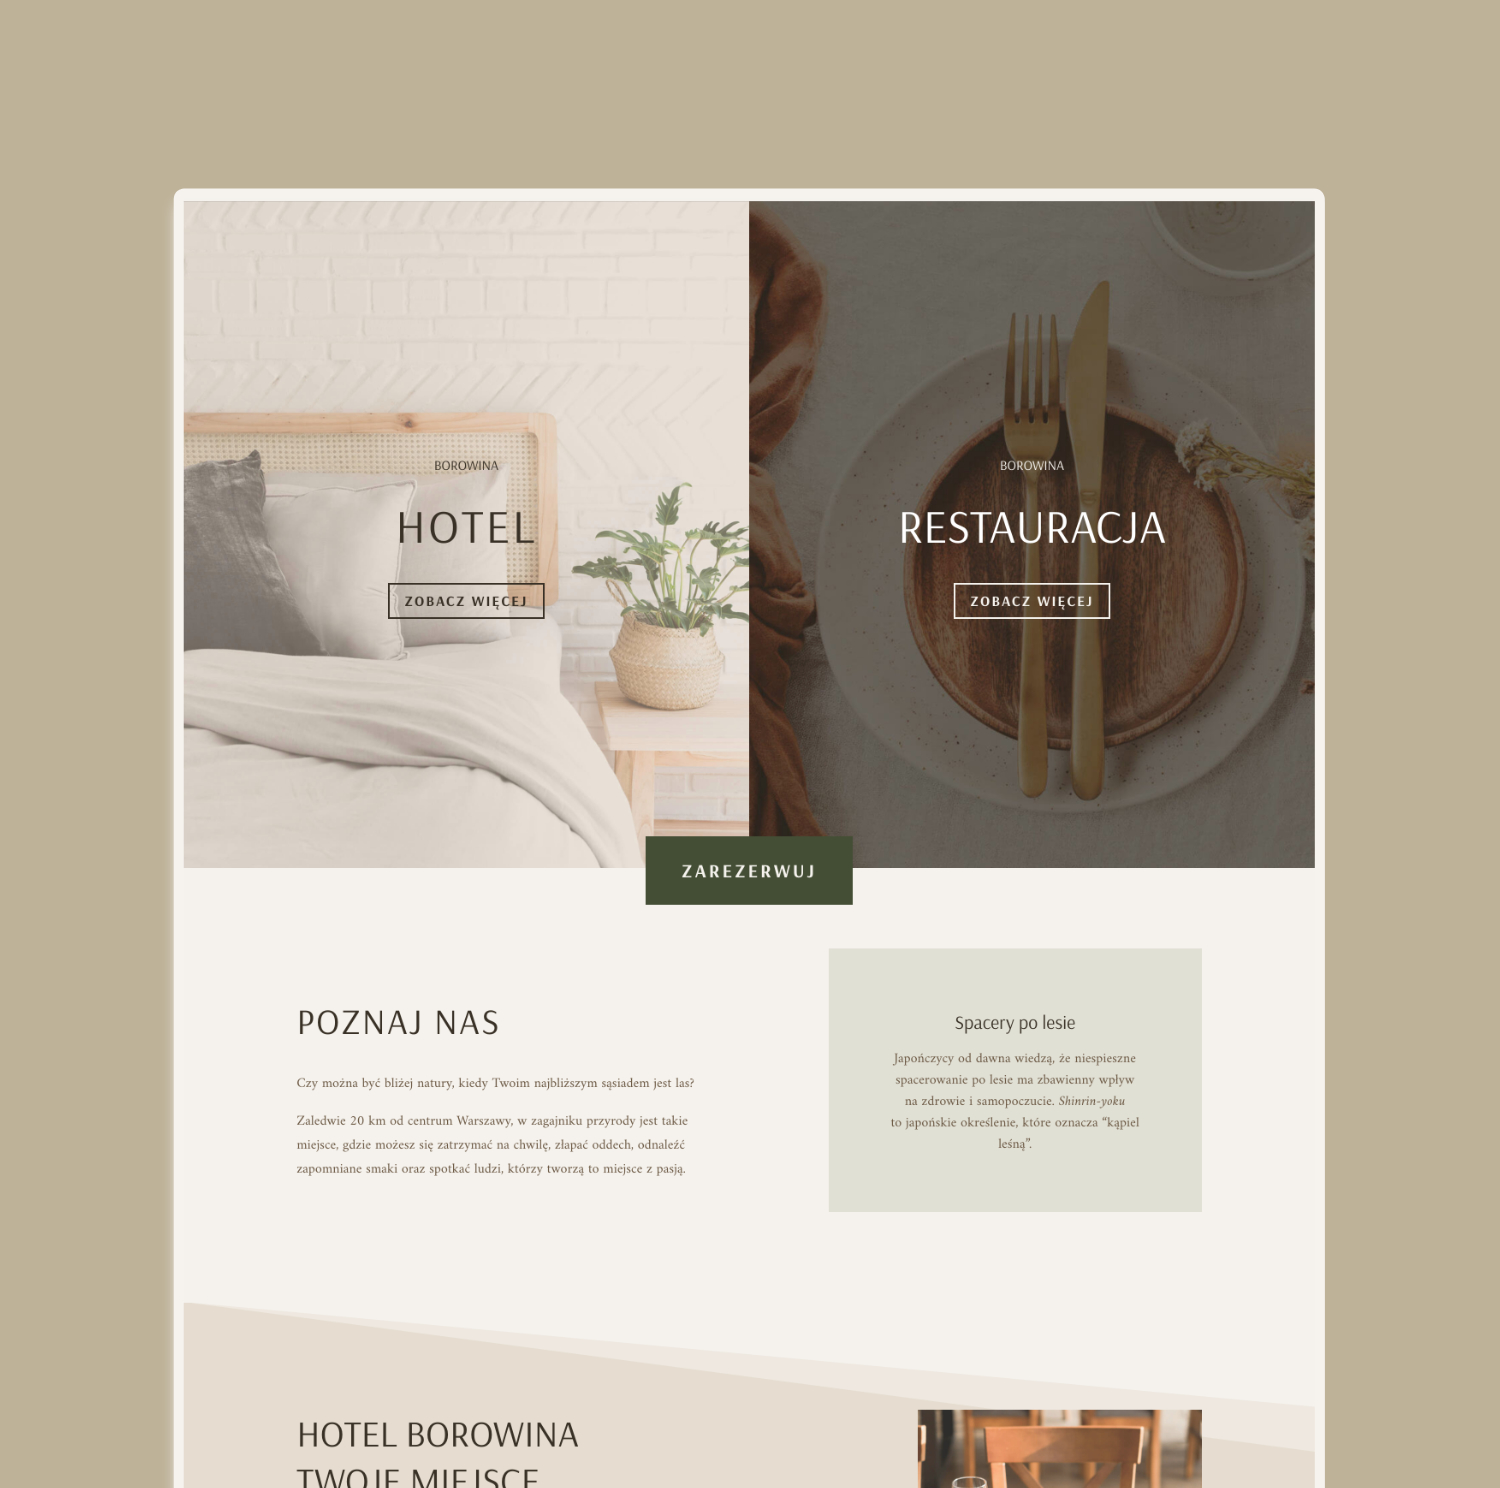 BOROWINA
HOTEL
ZOBACZ WIĘCEJ
BOROWINA
RESTAURACJA
ZOBACZ WIĘCEJ
ZAREZERWUJ
POZNAJ NAS
Czy można być bliżej natury, kiedy Twoim najbliższym sąsiadem jest las?
Zaledwie 20 km od centrum Warszawy, w zagajniku przyrody jest takie
miejsce, gdzie możesz się zatrzymać na chwilę, złapać oddech, odnaleźć
zapomniane smaki oraz spotkać ludzi, którzy tworzą to miejsce z pasją.
Spacery po lesie
Japończycy od dawna wiedzą, że niespieszne
spacerowanie po lesie ma zbawienny wpływ
na zdrowie i samopoczucie. Shinrin-yoku
to japońskie określenie, które oznacza “kąpiel
leśną”.
HOTEL BOROWINA
TWOJE MIEJSCE